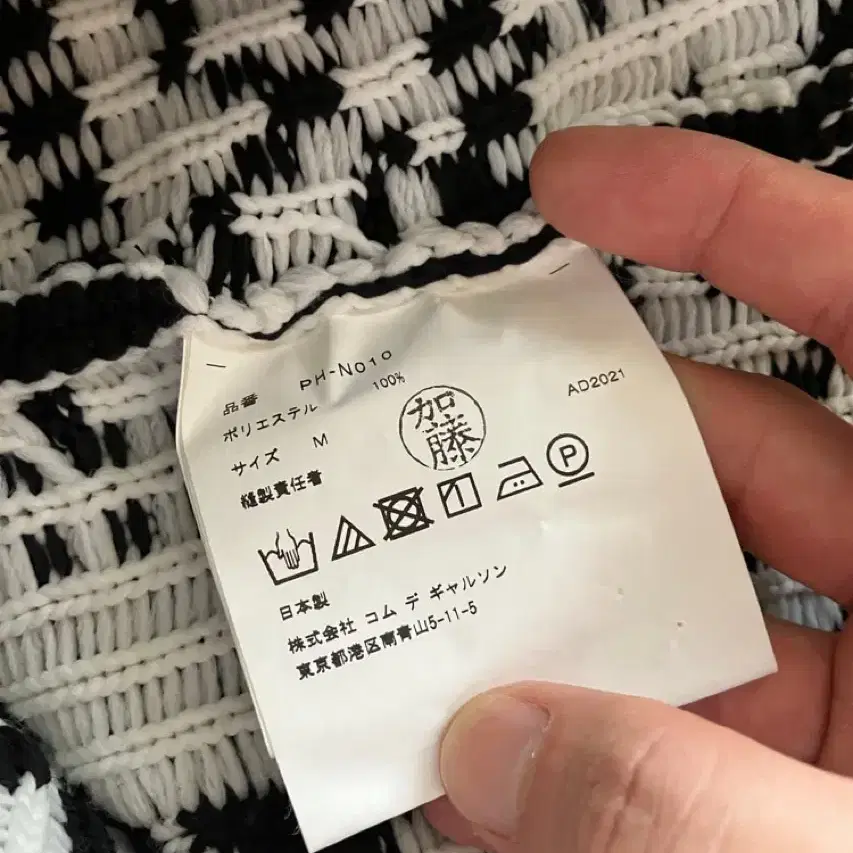 品番 PH-N010
ポリエステル 100%
AD2021
サイズ M
加藤
縫製責任者
日本製
株式会社 コム デ ギャルソン
東京都港区南青山5-11-5